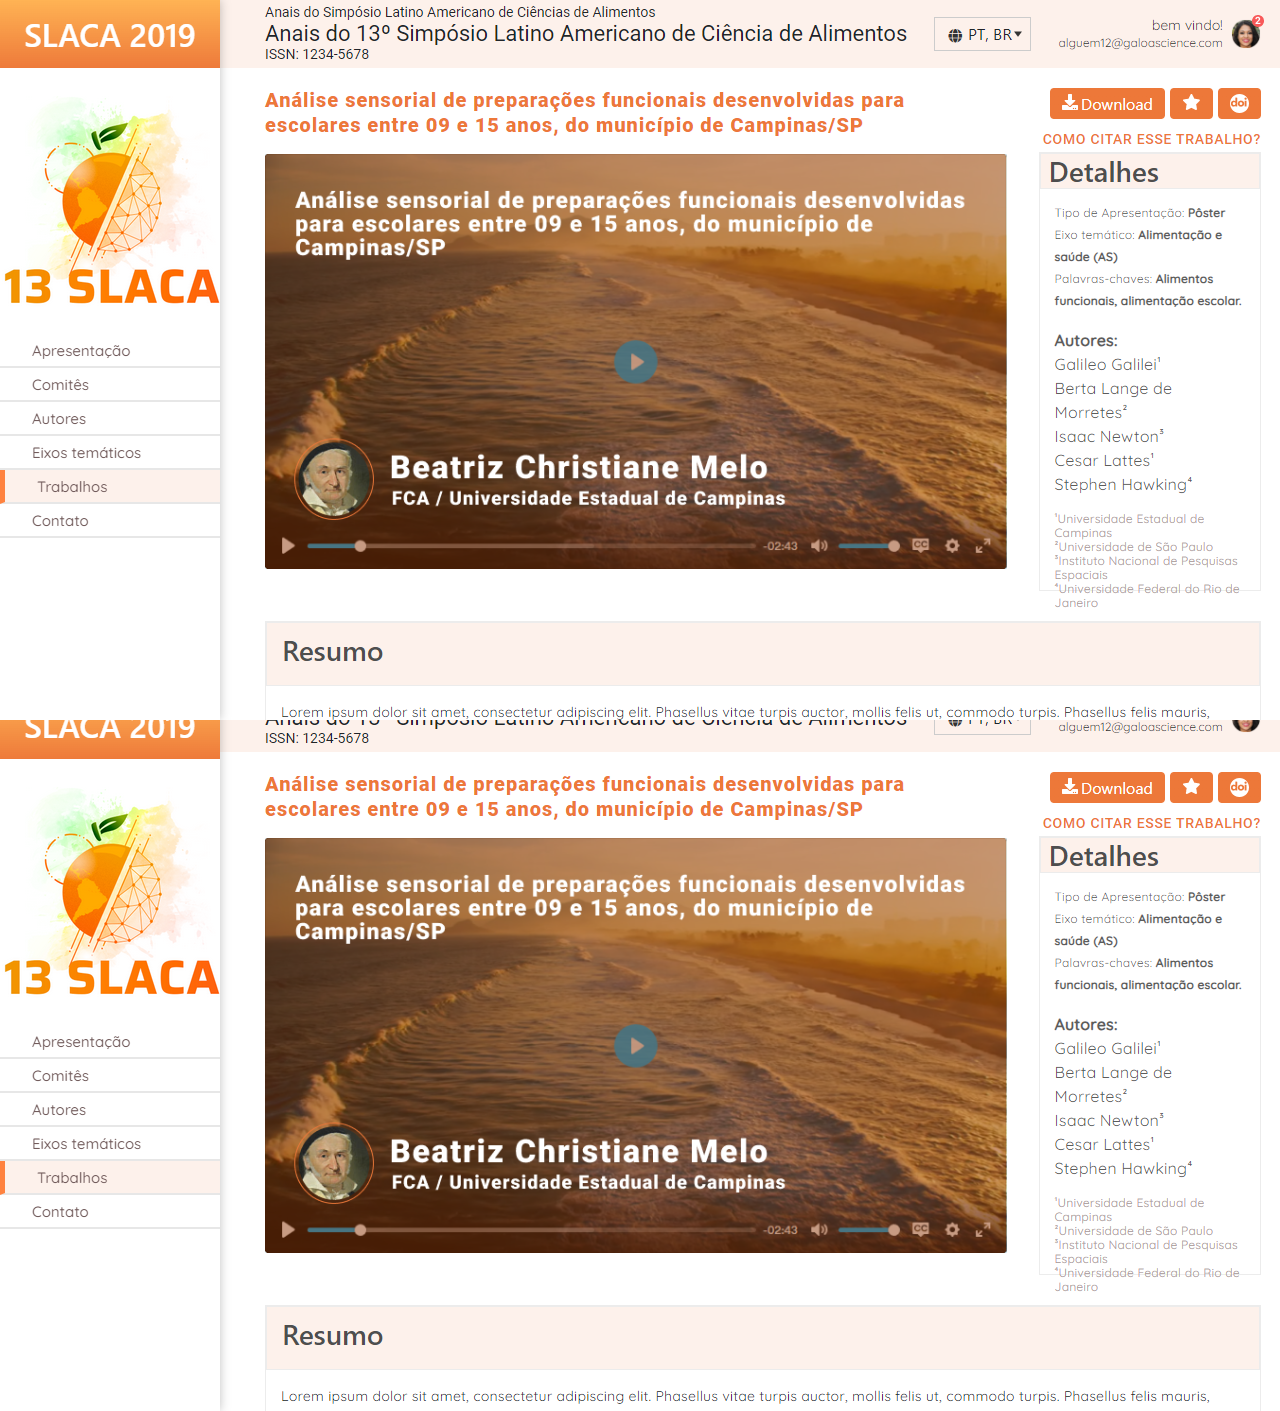 SLACA 2019
Anais do Simpósio Latino Americano de Ciências de Alimentos
Anais do 13º Simpósio Latino Americano de Ciência de Alimentos
ISSN: 1234-5678
PT, BR
bem vindo!
alguem12@galoascience.com
2
13 SLACA
Apresentação
Comitês
Autores
Eixos temáticos
Trabalhos
Contato
Análise sensorial de preparações funcionais desenvolvidas para
escolares entre 09 e 15 anos, do município de Campinas/SP
Análise sensorial de preparações funcionais desenvolvidas
para escolares entre 09 e 15 anos, do município de
Campinas/SP
Beatriz Christiane Melo
FCA / Universidade Estadual de Campinas
-02:43
CC
Download
doi
COMO CITAR ESSE TRABALHO?
Detalhes
Tipo de Apresentação: Pôster
Eixo temático: Alimentação e
saúde (AS)
Palavras-chaves: Alimentos
funcionais, alimentação escolar.
Autores:
Galileo Galilei¹
Berta Lange de
Morretes²
Isaac Newton³
Cesar Lattes¹
Stephen Hawking⁴
¹Universidade Estadual de
Campinas
²Universidade de São Paulo
³Instituto Nacional de Pesquisas
Espaciais
⁴Universidade Federal do Rio de
Janeiro
Resumo
Lorem ipsum dolor sit amet, consectetur adipiscing elit. Phasellus vitae turpis auctor, mollis felis ut, commodo turpis. Phasellus felis mauris,
SLACA 2019
Anais do 13º Simpósio Latino Americano de Ciência de Alimentos
ISSN: 1234-5678
PT, BR
alguem12@galoascience.com
13 SLACA
Apresentação
Comitês
Autores
Eixos temáticos
Trabalhos
Contato
Análise sensorial de preparações funcionais desenvolvidas para
escolares entre 09 e 15 anos, do município de Campinas/SP
Análise sensorial de preparações funcionais desenvolvidas
para escolares entre 09 e 15 anos, do município de
Campinas/SP
Beatriz Christiane Melo
FCA / Universidade Estadual de Campinas
-02:43
CC
Download
doi
COMO CITAR ESSE TRABALHO?
Detalhes
Tipo de Apresentação: Pôster
Eixo temático: Alimentação e
saúde (AS)
Palavras-chaves: Alimentos
funcionais, alimentação escolar.
Autores:
Galileo Galilei¹
Berta Lange de
Morretes²
Isaac Newton³
Cesar Lattes¹
Stephen Hawking⁴
¹Universidade Estadual de
Campinas
²Universidade de São Paulo
³Instituto Nacional de Pesquisas
Espaciais
⁴Universidade Federal do Rio de
Janeiro
Resumo
Lorem ipsum dolor sit amet, consectetur adipiscing elit. Phasellus vitae turpis auctor, mollis felis ut, commodo turpis. Phasellus felis mauris,